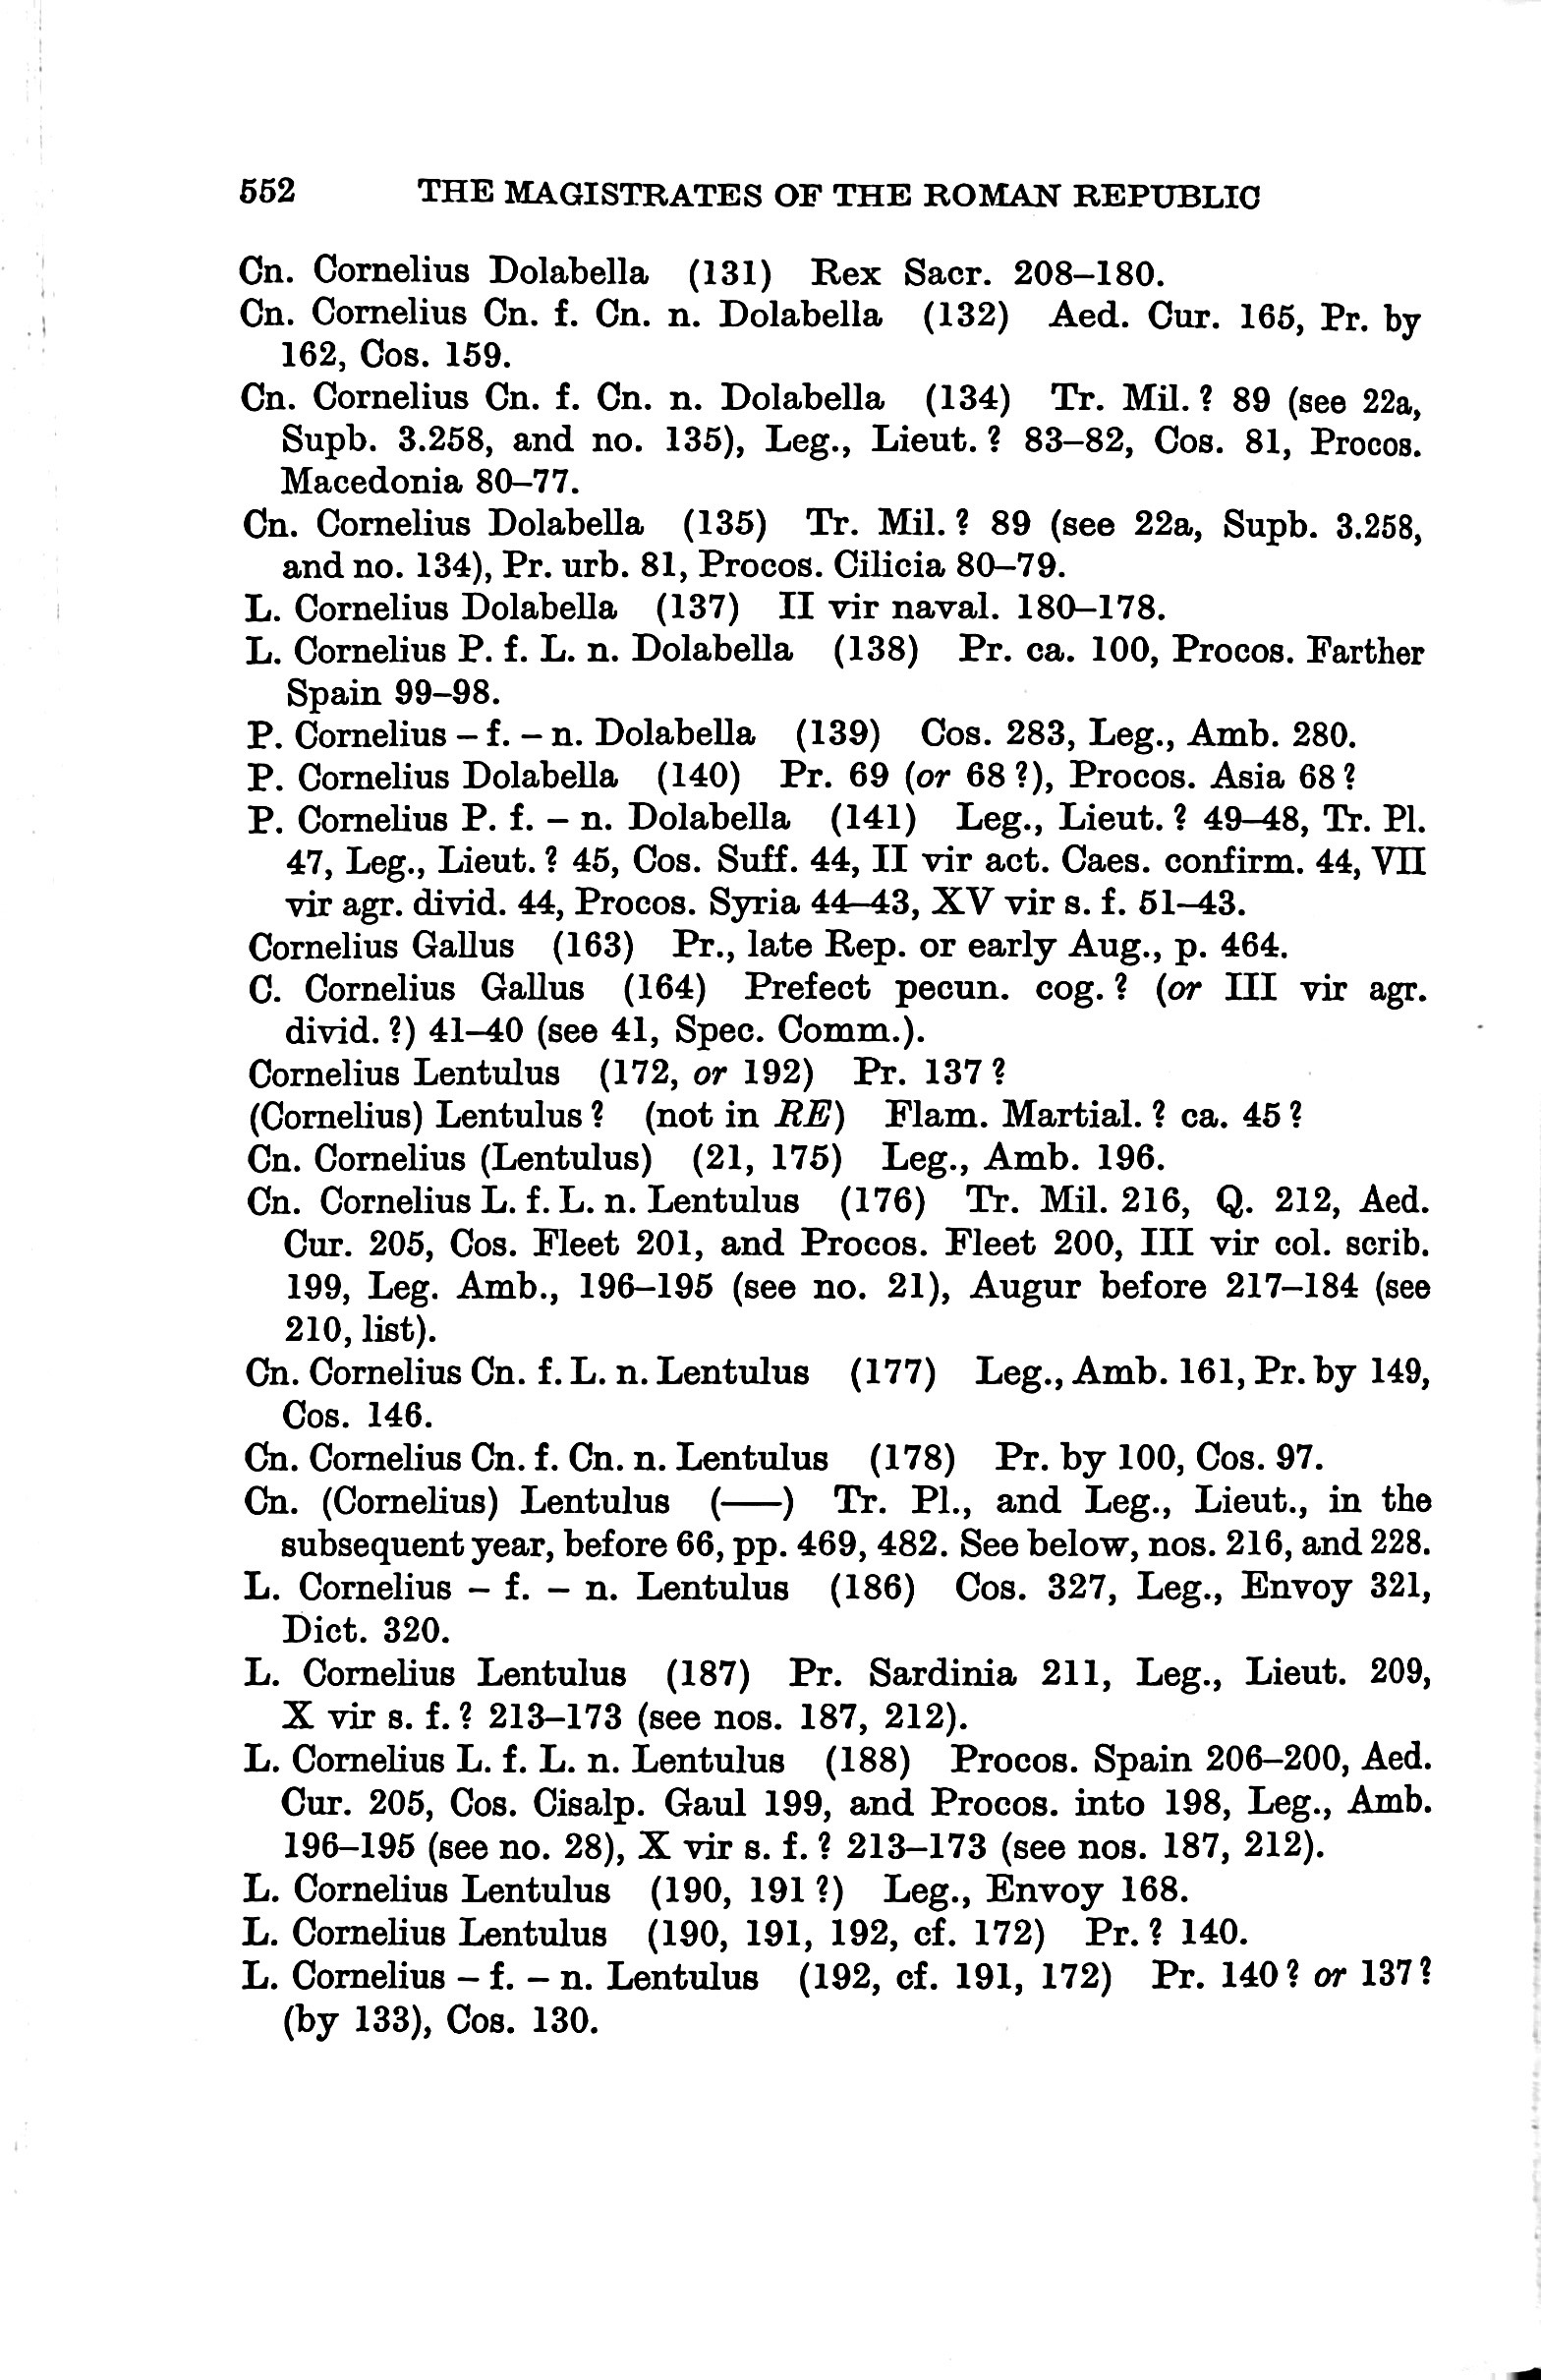 552 THE MAGISTRATES OF THE ROMAN REPUBLIC
Cn. Cornelius Dolabella (131) Rex Sacr. 208–180.
Cn. Cornelius Cn. f. Cn. n. Dolabella (132) Aed. Cur. 165, Pr. by
162, Cos. 159.
Cn. Cornelius Cn. f. Cn. n. Dolabella (134) Tr. Mil. ? 89 (see 22a,
Supb. 3.258, and no. 135), Leg., Lieut. ? 83–82, Cos. 81, Procos.
Macedonia 80–77.
Cn. Cornelius Dolabella (135) Tr. Mil. ? 89 (see 22a, Supb. 3.258,
and no. 134), Pr. urb. 81, Procos. Cilicia 80–79.
L. Cornelius Dolabella (137) II vir naval. 180–178.
L. Cornelius P. f. L. n. Dolabella (138) Pr. ca. 100, Procos. Farther
Spain 99–98.
P. Cornelius – f. – n. Dolabella (139) Cos. 283, Leg., Amb. 280.
P. Cornelius Dolabella (140) Pr. 69 (or 68 ?), Procos. Asia 68 ?
P. Cornelius P. f. – n. Dolabella (141) Leg., Lieut. ? 49–48, Tr. Pl.
47, Leg., Lieut. ? 45, Cos. Suff. 44, II vir act. Caes. confirm. 44, VII
vir agr. divid. 44, Procos. Syria 44–43, XV vir s. f. 51–43.
Cornelius Gallus (163) Pr., late Rep. or early Aug., p. 464.
C. Cornelius Gallus (164) Prefect pecun. cog. ? (or III vir agr.
divid. ?) 41–40 (see 41, Spec. Comm.).
Cornelius Lentulus (172, or 192) Pr. 137 ?
(Cornelius) Lentulus ? (not in RE) Flam. Martial. ? ca. 45 ?
Cn. Cornelius (Lentulus) (21, 175) Leg., Amb. 196.
Cn. Cornelius L. f. L. n. Lentulus (176) Tr. Mil. 216, Q. 212, Aed.
Cur. 205, Cos. Fleet 201, and Procos. Fleet 200, III vir col. scrib.
199, Leg. Amb., 196–195 (see no. 21), Augur before 217–184 (see
210, list).
Cn. Cornelius Cn. f. L. n. Lentulus (177) Leg., Amb. 161, Pr. by 149,
Cos. 146.
Cn. Cornelius Cn. f. Cn. n. Lentulus (178) Pr. by 100, Cos. 97.
Cn. (Cornelius) Lentulus (—) Tr. Pl., and Leg., Lieut., in the
subsequent year, before 66, pp. 469, 482. See below, nos. 216, and 228.
L. Cornelius – f. – n. Lentulus (186) Cos. 327, Leg., Envoy 321,
Dict. 320.
L. Cornelius Lentulus (187) Pr. Sardinia 211, Leg., Lieut. 209,
X vir s. f. ? 213–173 (see nos. 187, 212).
L. Cornelius L. f. L. n. Lentulus (188) Procos. Spain 206–200, Aed.
Cur. 205, Cos. Cisalp. Gaul 199, and Procos. into 198, Leg., Amb.
196–195 (see no. 28), X vir s. f. ? 213–173 (see nos. 187, 212).
L. Cornelius Lentulus (190, 191 ?) Leg., Envoy 168.
L. Cornelius Lentulus (190, 191, 192, cf. 172) Pr. ? 140.
L. Cornelius – f. – n. Lentulus (192, cf. 191, 172) Pr. 140 ? or 137 ?
(by 133), Cos. 130.